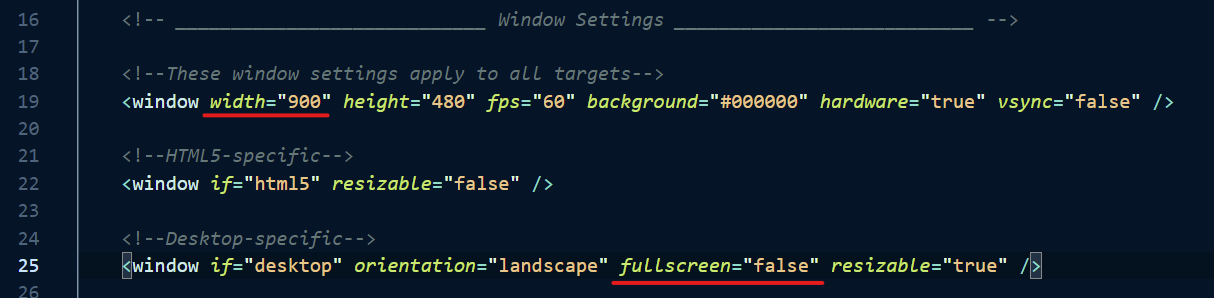 16 <!-- ____________________________ Window Settings ___________________________ -->
17
18 <!--These window settings apply to all targets-->
19 <window width="900" height="480" fps="60" background="#000000" hardware="true" vsync="false" />
20
21 <!--HTML5-specific-->
22 <window if="html5" resizable="false" />
23
24 <!--Desktop-specific-->
25 <window if="desktop" orientation="landscape" fullscreen="false" resizable="true" />
26